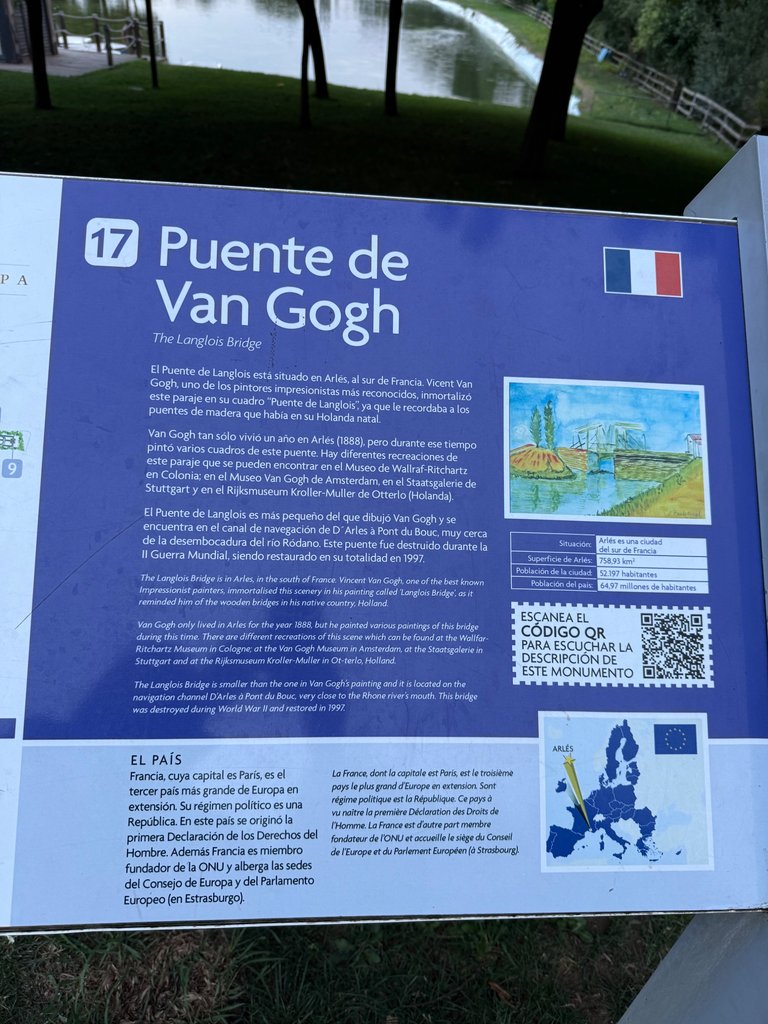 P A
9
17
Puente de
Van Gogh
The Langlois Bridge
El Puente de Langlois está situado en Arlés, al sur de Francia. Vicent Van
Gogh, uno de los pintores impresionistas más reconocidos, inmortalizó
este paraje en su cuadro "Puente de Langlois", ya que le recordaba a los
puentes de madera que había en su Holanda natal.
Van Gogh tan sólo vivió un año en Arlés (1888), pero durante ese tiempo
pintó varios cuadros de este puente. Hay diferentes recreaciones de
este paraje que se pueden encontrar en el Museo de Wallraf-Ritchartz
en Colonia; en el Museo Van Gogh de Amsterdam, en el Staatsgalerie de
Stuttgart y en el Rijksmuseum Kroller-Muller de Otterlo (Holanda).
El Puente de Langlois es más pequeño del que dibujó Van Gogh y se
encuentra en el canal de navegación de D´Arles à Pont du Bouc, muy cerca
de la desembocadura del río Ródano. Este puente fue destruido durante la
II Guerra Mundial, siendo restaurado en su totalidad en 1997.
The Langlois Bridge is in Arles, in the south of France. Vincent Van Gogh, one of the best known
Impressionist painters, immortalised this scenery in his painting called 'Langlois Bridge', as it
reminded him of the wooden bridges in his native country, Holland.
Van Gogh only lived in Arles for the year 1888, but he painted various paintings of this bridge
during this time. There are different recreations of this scene which can be found at the Wallfar-
Ritchartz Museum in Cologne; at the Van Gogh Museum in Amsterdam, at the Staatsgalerie in
Stuttgart and at the Rijksmuseum Kroller-Muller in Ot-terlo, Holland.
The Langlois Bridge is smaller than the one in Van Gogh's painting and it is located on the
navigation channel D'Arles à Pont du Bouc, very close to the Rhone river's mouth. This bridge
was destroyed during World War II and restored in 1997.
Situación: Arlés es una ciudad
del sur de Francia
Superficie de Arlés: 758,93 km²
Población de la ciudad: 52.197 habitantes
Población del país: 64,97 millones de habitantes
ESCANEA EL
CÓDIGO QR
PARA ESCUCHAR LA
DESCRIPCIÓN DE
ESTE MONUMENTO
ARLÉS
EL PAÍS
Francia, cuya capital es París, es el
tercer país más grande de Europa en
extensión. Su régimen político es una
República. En este país se originó la
primera Declaración de los Derechos del
Hombre. Además Francia es miembro
fundador de la ONU y alberga las sedes
del Consejo de Europa y del Parlamento
Europeo (en Estrasburgo).
La France, dont la capitale est Paris, est le troisième
pays le plus grand d'Europe en extension. Sont
régime politique est la République. Ce pays à
vu naître la première Déclaration des Droits de
l'Homme. La France est d'autre part membre
fondateur de l'ONU et accueille le siège du Conseil
de l'Europe et du Parlement Européen (à Strasbourg).